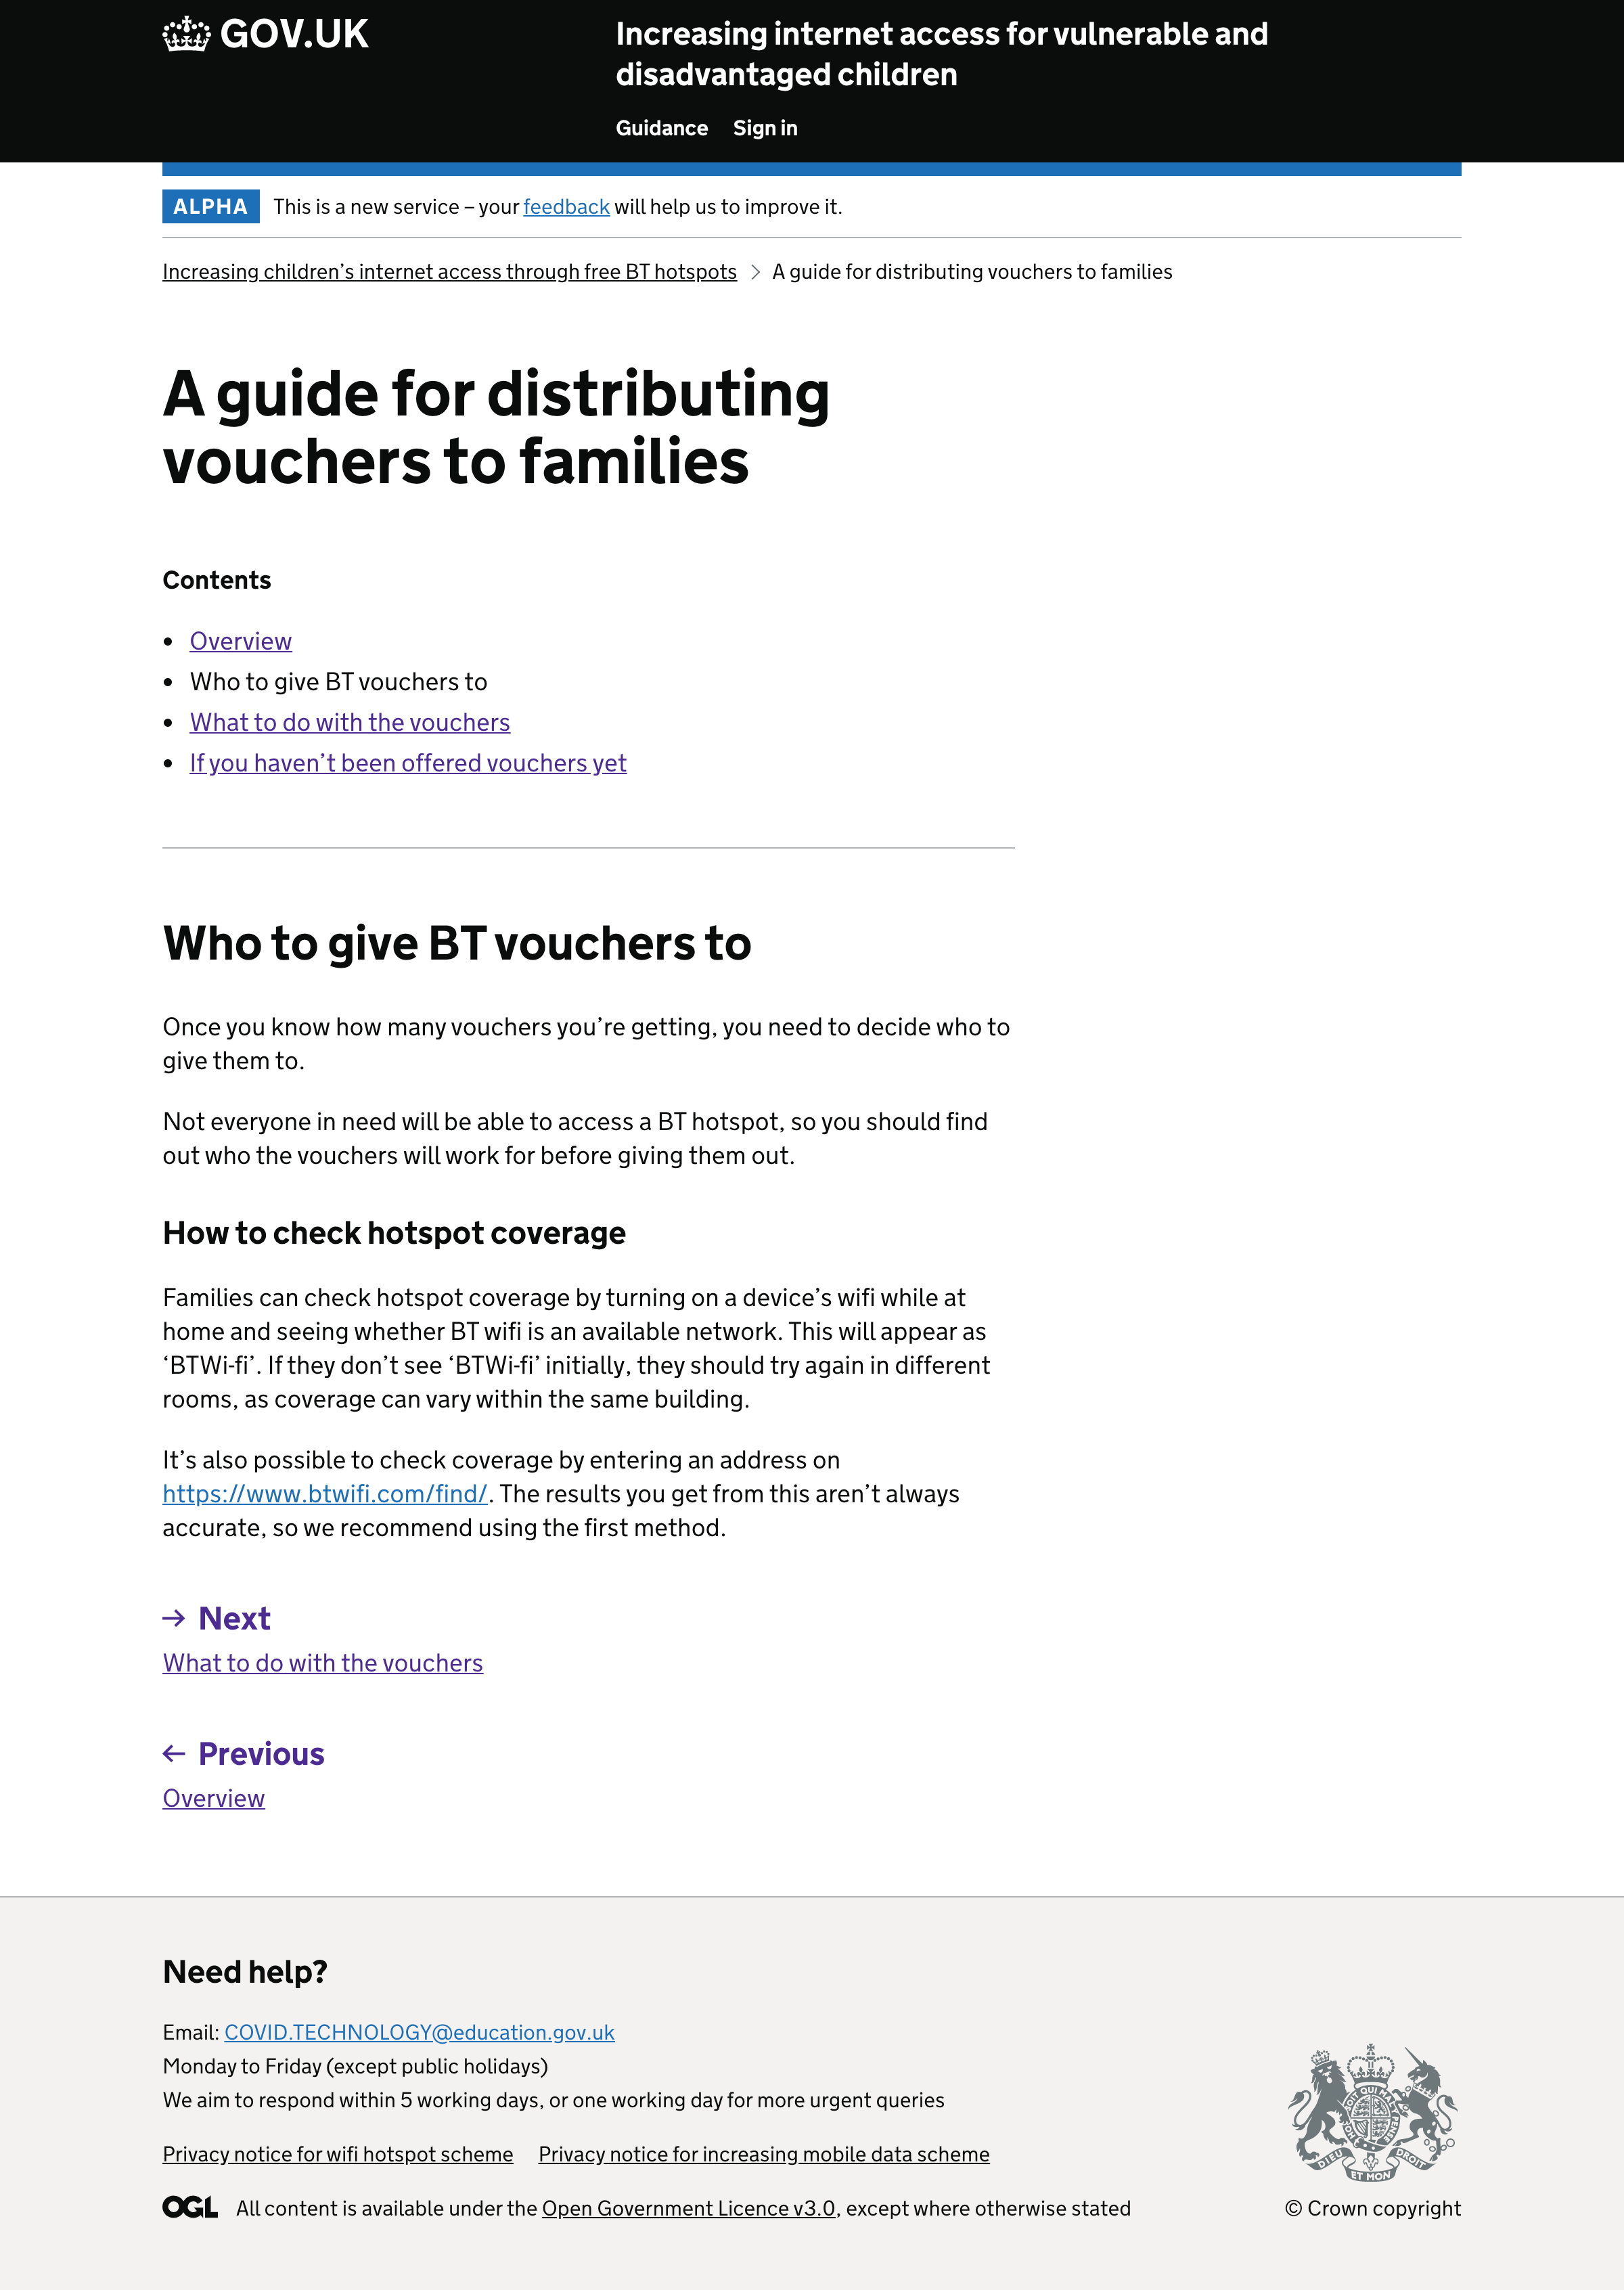 GOV.UK
Increasing internet access for vulnerable and
disadvantaged children
Guidance Sign in
ALPHA This is a new service – your feedback will help us to improve it.
Increasing children’s internet access through free BT hotspots > A guide for distributing vouchers to families
A guide for distributing
vouchers to families
Contents
• Overview
• Who to give BT vouchers to
• What to do with the vouchers
• If you haven’t been offered vouchers yet
Who to give BT vouchers to
Once you know how many vouchers you’re getting, you need to decide who to
give them to.
Not everyone in need will be able to access a BT hotspot, so you should find
out who the vouchers will work for before giving them out.
How to check hotspot coverage
Families can check hotspot coverage by turning on a device’s wifi while at
home and seeing whether BT wifi is an available network. This will appear as
‘BTWi-fi’. If they don’t see ‘BTWi-fi’ initially, they should try again in different
rooms, as coverage can vary within the same building.
It’s also possible to check coverage by entering an address on
https://www.btwifi.com/find/. The results you get from this aren’t always
accurate, so we recommend using the first method.
→ Next
What to do with the vouchers
← Previous
Overview
Need help?
Email: COVID.TECHNOLOGY@education.gov.uk
Monday to Friday (except public holidays)
We aim to respond within 5 working days, or one working day for more urgent queries
Privacy notice for wifi hotspot scheme Privacy notice for increasing mobile data scheme
OGL All content is available under the Open Government Licence v3.0, except where otherwise stated
DIEU ET MON DROIT
© Crown copyright